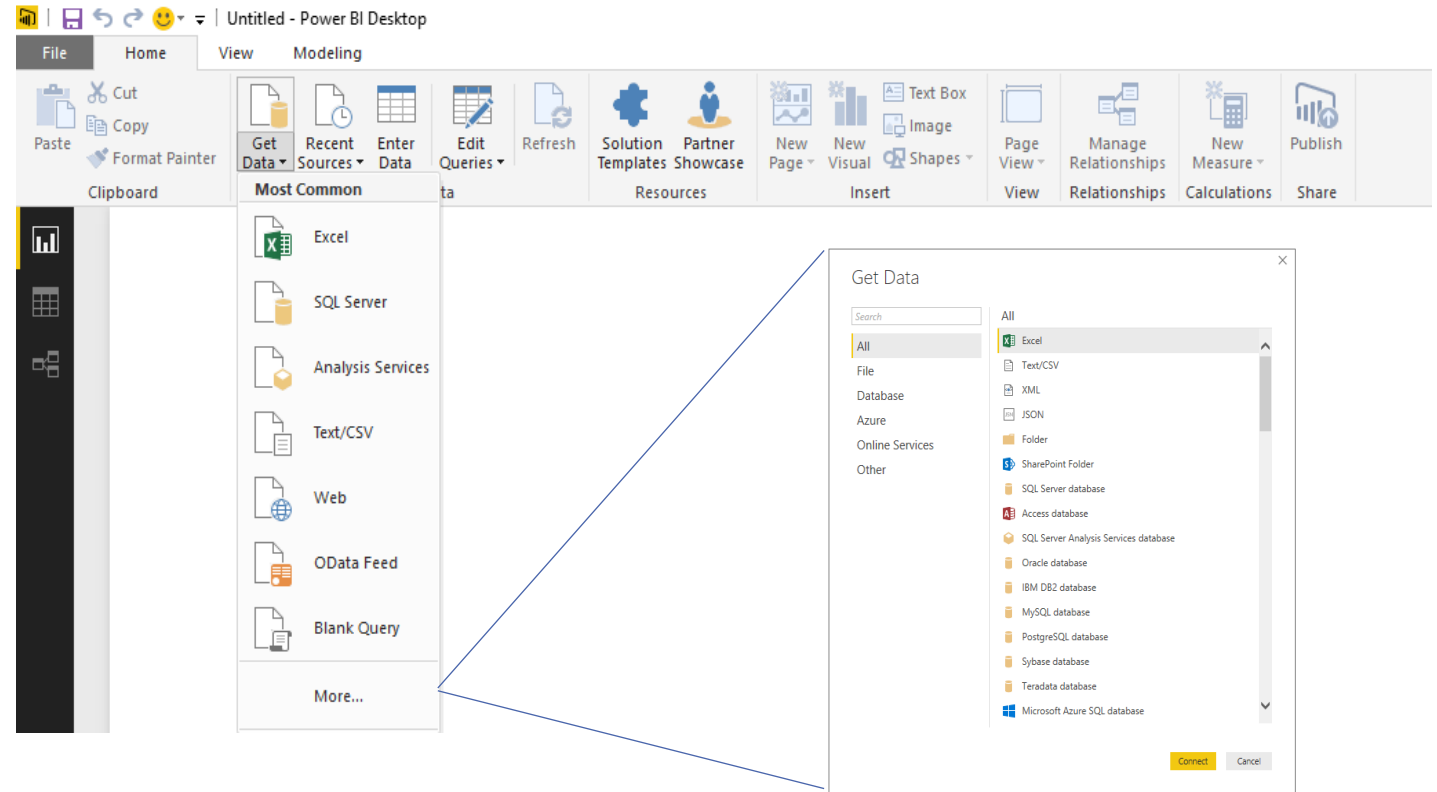 Untitled - Power BI Desktop
File Home View Modeling
Paste
Cut
Copy
Format Painter
Clipboard
Get Data
Recent Sources
Enter Data
Edit Queries
Refresh
ta
Solution Templates
Partner Showcase
Resources
New Page
New Visual
Text Box
Image
Shapes
Insert
Page View
View
Manage Relationships
Relationships
New Measure
Calculations
Publish
Share
Most Common
Excel
SQL Server
Analysis Services
Text/CSV
Web
OData Feed
Blank Query
More...
Get Data
Search
All
File
Database
Azure
Online Services
Other
All
Excel
Text/CSV
XML
JSON
Folder
SharePoint Folder
SQL Server database
Access database
SQL Server Analysis Services database
Oracle database
IBM DB2 database
MySQL database
PostgreSQL database
Sybase database
Teradata database
Microsoft Azure SQL database
Connect Cancel